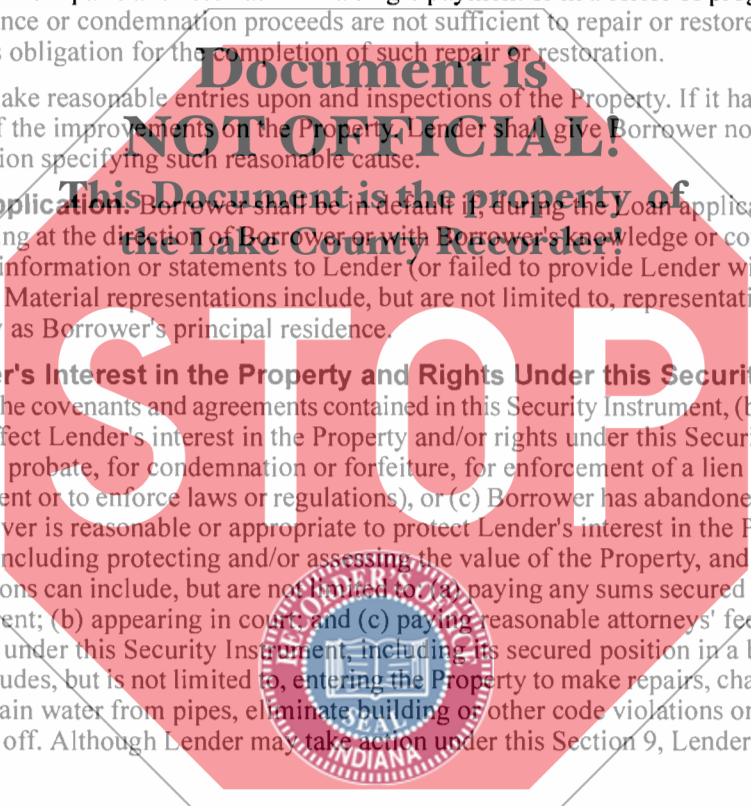 nce or condemnation proceeds are not sufficient to repair or restore
s obligation for the completion of such repair or restoration.
Document is
ake reasonable entries upon and inspections of the Property. If it ha
f the improvements on the Property, Lender shall give Borrower no
NOT OFFICIAL!
ion specifying such reasonable cause.
This Document is the property of
pplication. Borrower shall be in default if, during the Loan applica
ng at the direction of Borrower or with Borrower's knowledge or co
the Lake County Recorder!
information or statements to Lender (or failed to provide Lender wi
Material representations include, but are not limited to, representati
y as Borrower's principal residence.
STOP
r's Interest in the Property and Rights Under this Securit
he covenants and agreements contained in this Security Instrument, (b
fect Lender's interest in the Property and/or rights under this Securi
probate, for condemnation or forfeiture, for enforcement of a lien
ent or to enforce laws or regulations), or (c) Borrower has abandone
ver is reasonable or appropriate to protect Lender's interest in the P
ncluding protecting and/or assessing the value of the Property, and
ons can include, but are not limited to: (a) paying any sums secured
ent; (b) appearing in court; and (c) paying reasonable attorneys' fee
under this Security Instrument, including its secured position in a b
udes, but is not limited to, entering the Property to make repairs, cha
ain water from pipes, eliminate building or other code violations or
off. Although Lender may take action under this Section 9, Lender
RECORDER'S OFFICE
SEAL
INDIANA